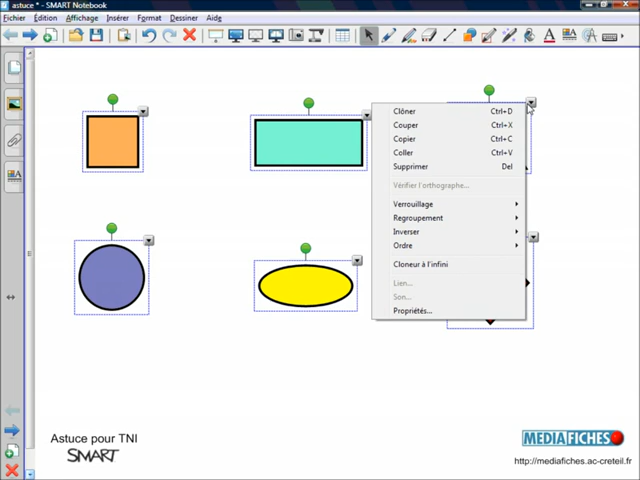 astuce * - SMART Notebook
Fichier Édition Affichage Insérer Format Dessiner Aide
Clôner Ctrl+D
Couper Ctrl+X
Copier Ctrl+C
Coller Ctrl+V
Supprimer Del
Vérifier l'orthographe...
Verrouillage
Regroupement
Inverser
Ordre
Cloneur à l'infini
Lien...
Son...
Propriétés...
Astuce pour TNI
SMART
MEDIAFICHES
http://mediafiches.ac-creteil.fr